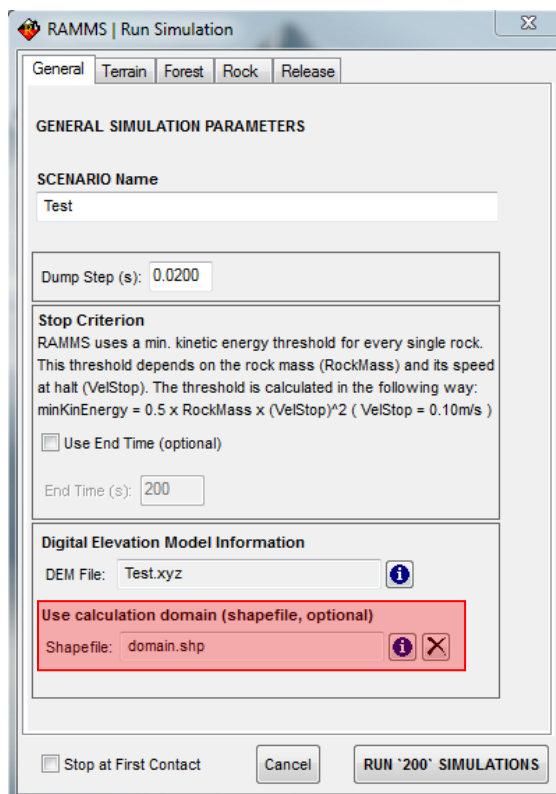 RAMMS | Run Simulation
General Terrain Forest Rock Release
GENERAL SIMULATION PARAMETERS
SCENARIO Name
Test
Dump Step (s): 0.0200
Stop Criterion
RAMMS uses a min. kinetic energy threshold for every single rock.
This threshold depends on the rock mass (RockMass) and its speed
at halt (VelStop). The threshold is calculated in the following way:
minKinEnergy = 0.5 x RockMass x (VelStop)^2 ( VelStop = 0.10m/s )
Use End Time (optional)
End Time (s): 200
Digital Elevation Model Information
DEM File: Test.xyz
Use calculation domain (shapefile, optional)
Shapefile: domain.shp
Stop at First Contact Cancel RUN `200` SIMULATIONS